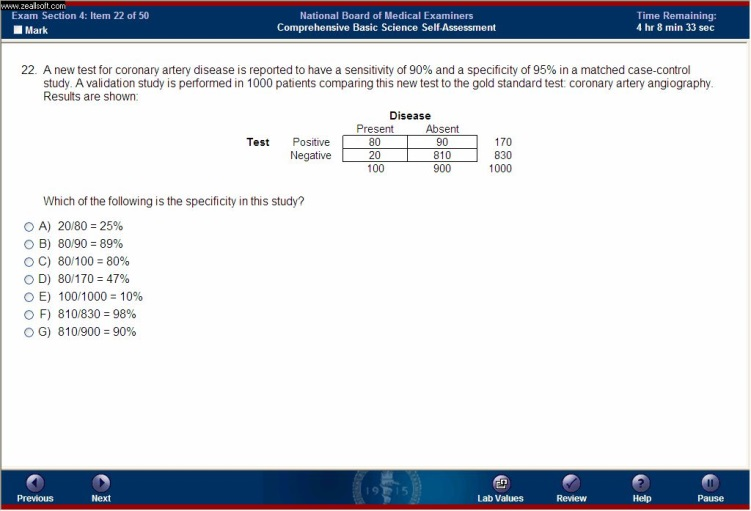 www.zeallsoft.com
Exam Section 4: Item 22 of 50 National Board of Medical Examiners Time Remaining:
Mark Comprehensive Basic Science Self-Assessment 4 hr 8 min 33 sec
22. A new test for coronary artery disease is reported to have a sensitivity of 90% and a specificity of 95% in a matched case-control
study. A validation study is performed in 1000 patients comparing this new test to the gold standard test: coronary artery angiography.
Results are shown:
Disease
Present Absent
Test Positive 80 90 170
Negative 20 810 830
100 900 1000
Which of the following is the specificity in this study?
A) 20/80 = 25%
B) 80/90 = 89%
C) 80/100 = 80%
D) 80/170 = 47%
E) 100/1000 = 10%
F) 810/830 = 98%
G) 810/900 = 90%
1915
Previous Next Lab Values Review Help Pause